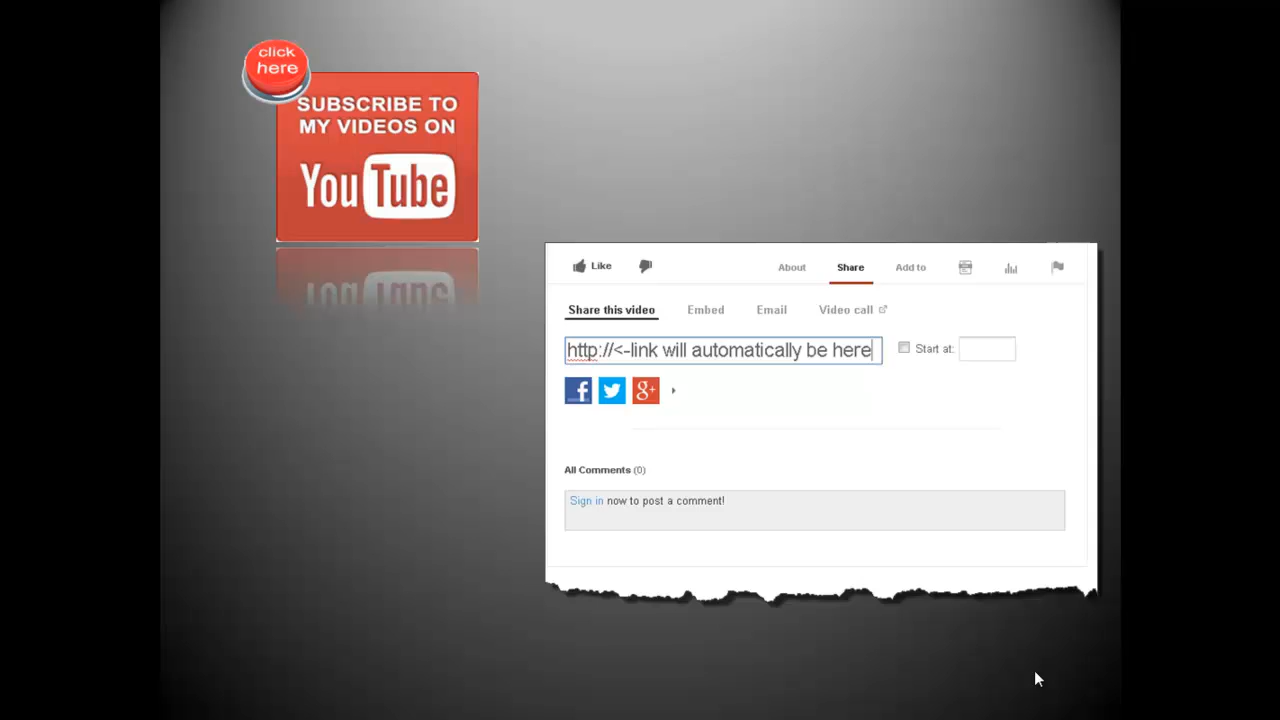 click
here
SUBSCRIBE TO
MY VIDEOS ON
YouTube
Like
About
Share
Add to
Share this video
Embed
Email
Video call
http://<-link will automatically be here
Start at:
f
g+
All Comments (0)
Sign in now to post a comment!